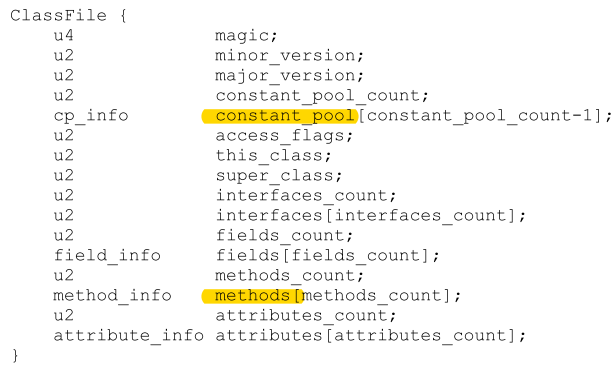 ClassFile {
    u4             magic;
    u2             minor_version;
    u2             major_version;
    u2             constant_pool_count;
    cp_info        constant_pool[constant_pool_count-1];
    u2             access_flags;
    u2             this_class;
    u2             super_class;
    u2             interfaces_count;
    u2             interfaces[interfaces_count];
    u2             fields_count;
    field_info     fields[fields_count];
    u2             methods_count;
    method_info    methods[methods_count];
    u2             attributes_count;
    attribute_info attributes[attributes_count];
}